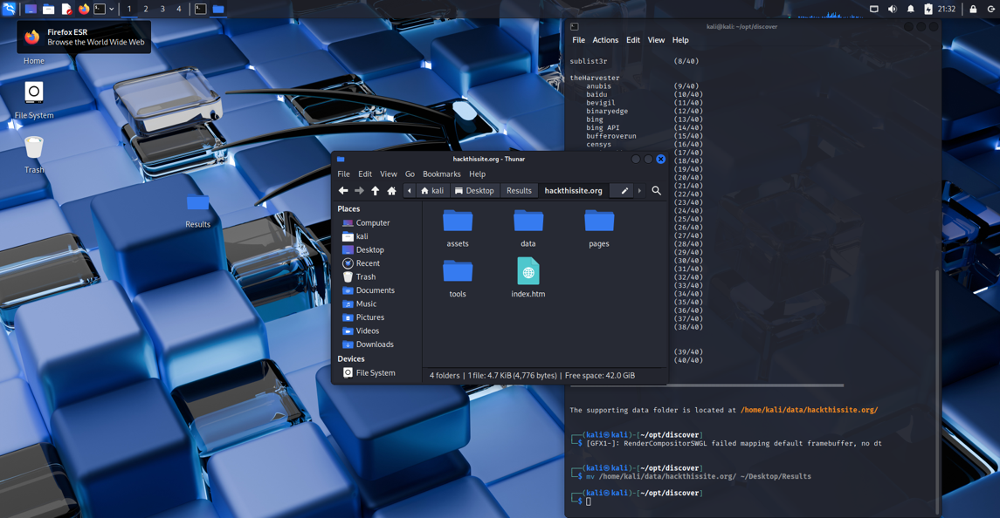 1 2 3 4
21:32
Firefox ESR
Browse the World Wide Web
Home
File System
Trash
Results
kali@kali: ~/opt/discover
File Actions Edit View Help
sublist3r (8/40)
theHarvester
anubis (9/40)
baidu (10/40)
bevigil (11/40)
binaryedge (12/40)
bing (13/40)
bing API (14/40)
bufferoverun (15/40)
censys (16/40)
(17/40)
(18/40)
(19/40)
(20/40)
(21/40)
(22/40)
(23/40)
(24/40)
(25/40)
(26/40)
(27/40)
(28/40)
(29/40)
(30/40)
(31/40)
(32/40)
(33/40)
(34/40)
(35/40)
(36/40)
(37/40)
(38/40)
(39/40)
(40/40)
The supporting data folder is located at /home/kali/data/hackthissite.org/
(kali㉿kali)-[~/opt/discover]
$ [GFX1-]: RenderCompositorSWGL failed mapping default framebuffer, no dt
(kali㉿kali)-[~/opt/discover]
$ mv /home/kali/data/hackthissite.org/ ~/Desktop/Results
(kali㉿kali)-[~/opt/discover]
$
hackthissite.org - Thunar
File Edit View Go Bookmarks Help
kali Desktop Results hackthissite.org
Places
Computer
kali
Desktop
Recent
Trash
Documents
Music
Pictures
Videos
Downloads
Devices
File System
assets data pages
tools index.htm
4 folders | 1 file: 4.7 KiB (4,776 bytes) | Free space: 42.0 GiB